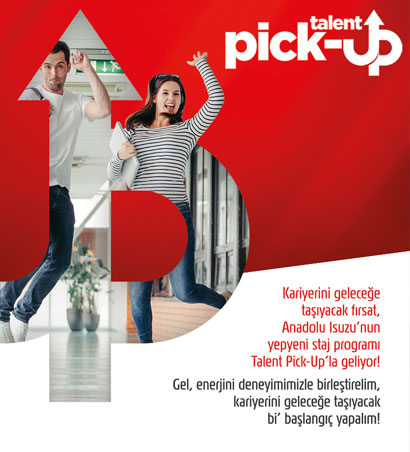 talent
pick-up
Kariyerini geleceğe
taşıyacak fırsat,
Anadolu Isuzu'nun
yepyeni staj programı
Talent Pick-Up'la geliyor!
Gel, enerjini deneyimimizle birleştirelim,
kariyerini geleceğe taşıyacak
bi' başlangıç yapalım!